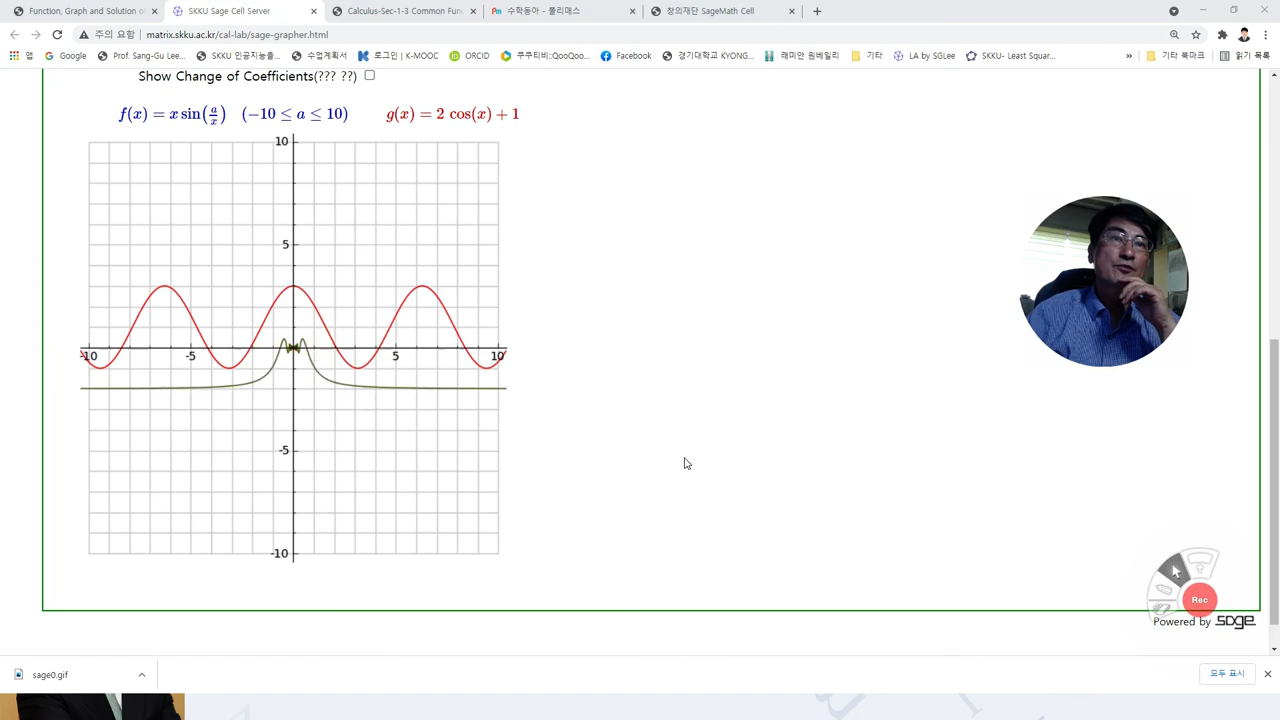 Function, Graph and Solution o
SKKU Sage Cell Server
Calculus-Sec-1-3 Common Func
수학동아 - 폴리매스
창의재단 SageMath Cell
주의 요함
matrix.skku.ac.kr/cal-lab/sage-grapher.html
앱
Google
Prof. Sang-Gu Lee...
SKKU 인공지능을...
수업계획서
로그인 | K-MOOC
ORCID
쿠쿠티비::QooQoo...
Facebook
경기대학교 KYONG...
래미안 원베일리
기타
LA by SGLee
SKKU- Least Squar...
»
기타 북마크
읽기 목록
Show Change of Coefficients(??? ??)
f(x) = x sin(a/x) (−10 ≤ a ≤ 10) g(x) = 2 cos(x) + 1
10
5
-10 -5 5 10
-5
-10
Rec
Powered by sage
sage0.gif
모두 표시